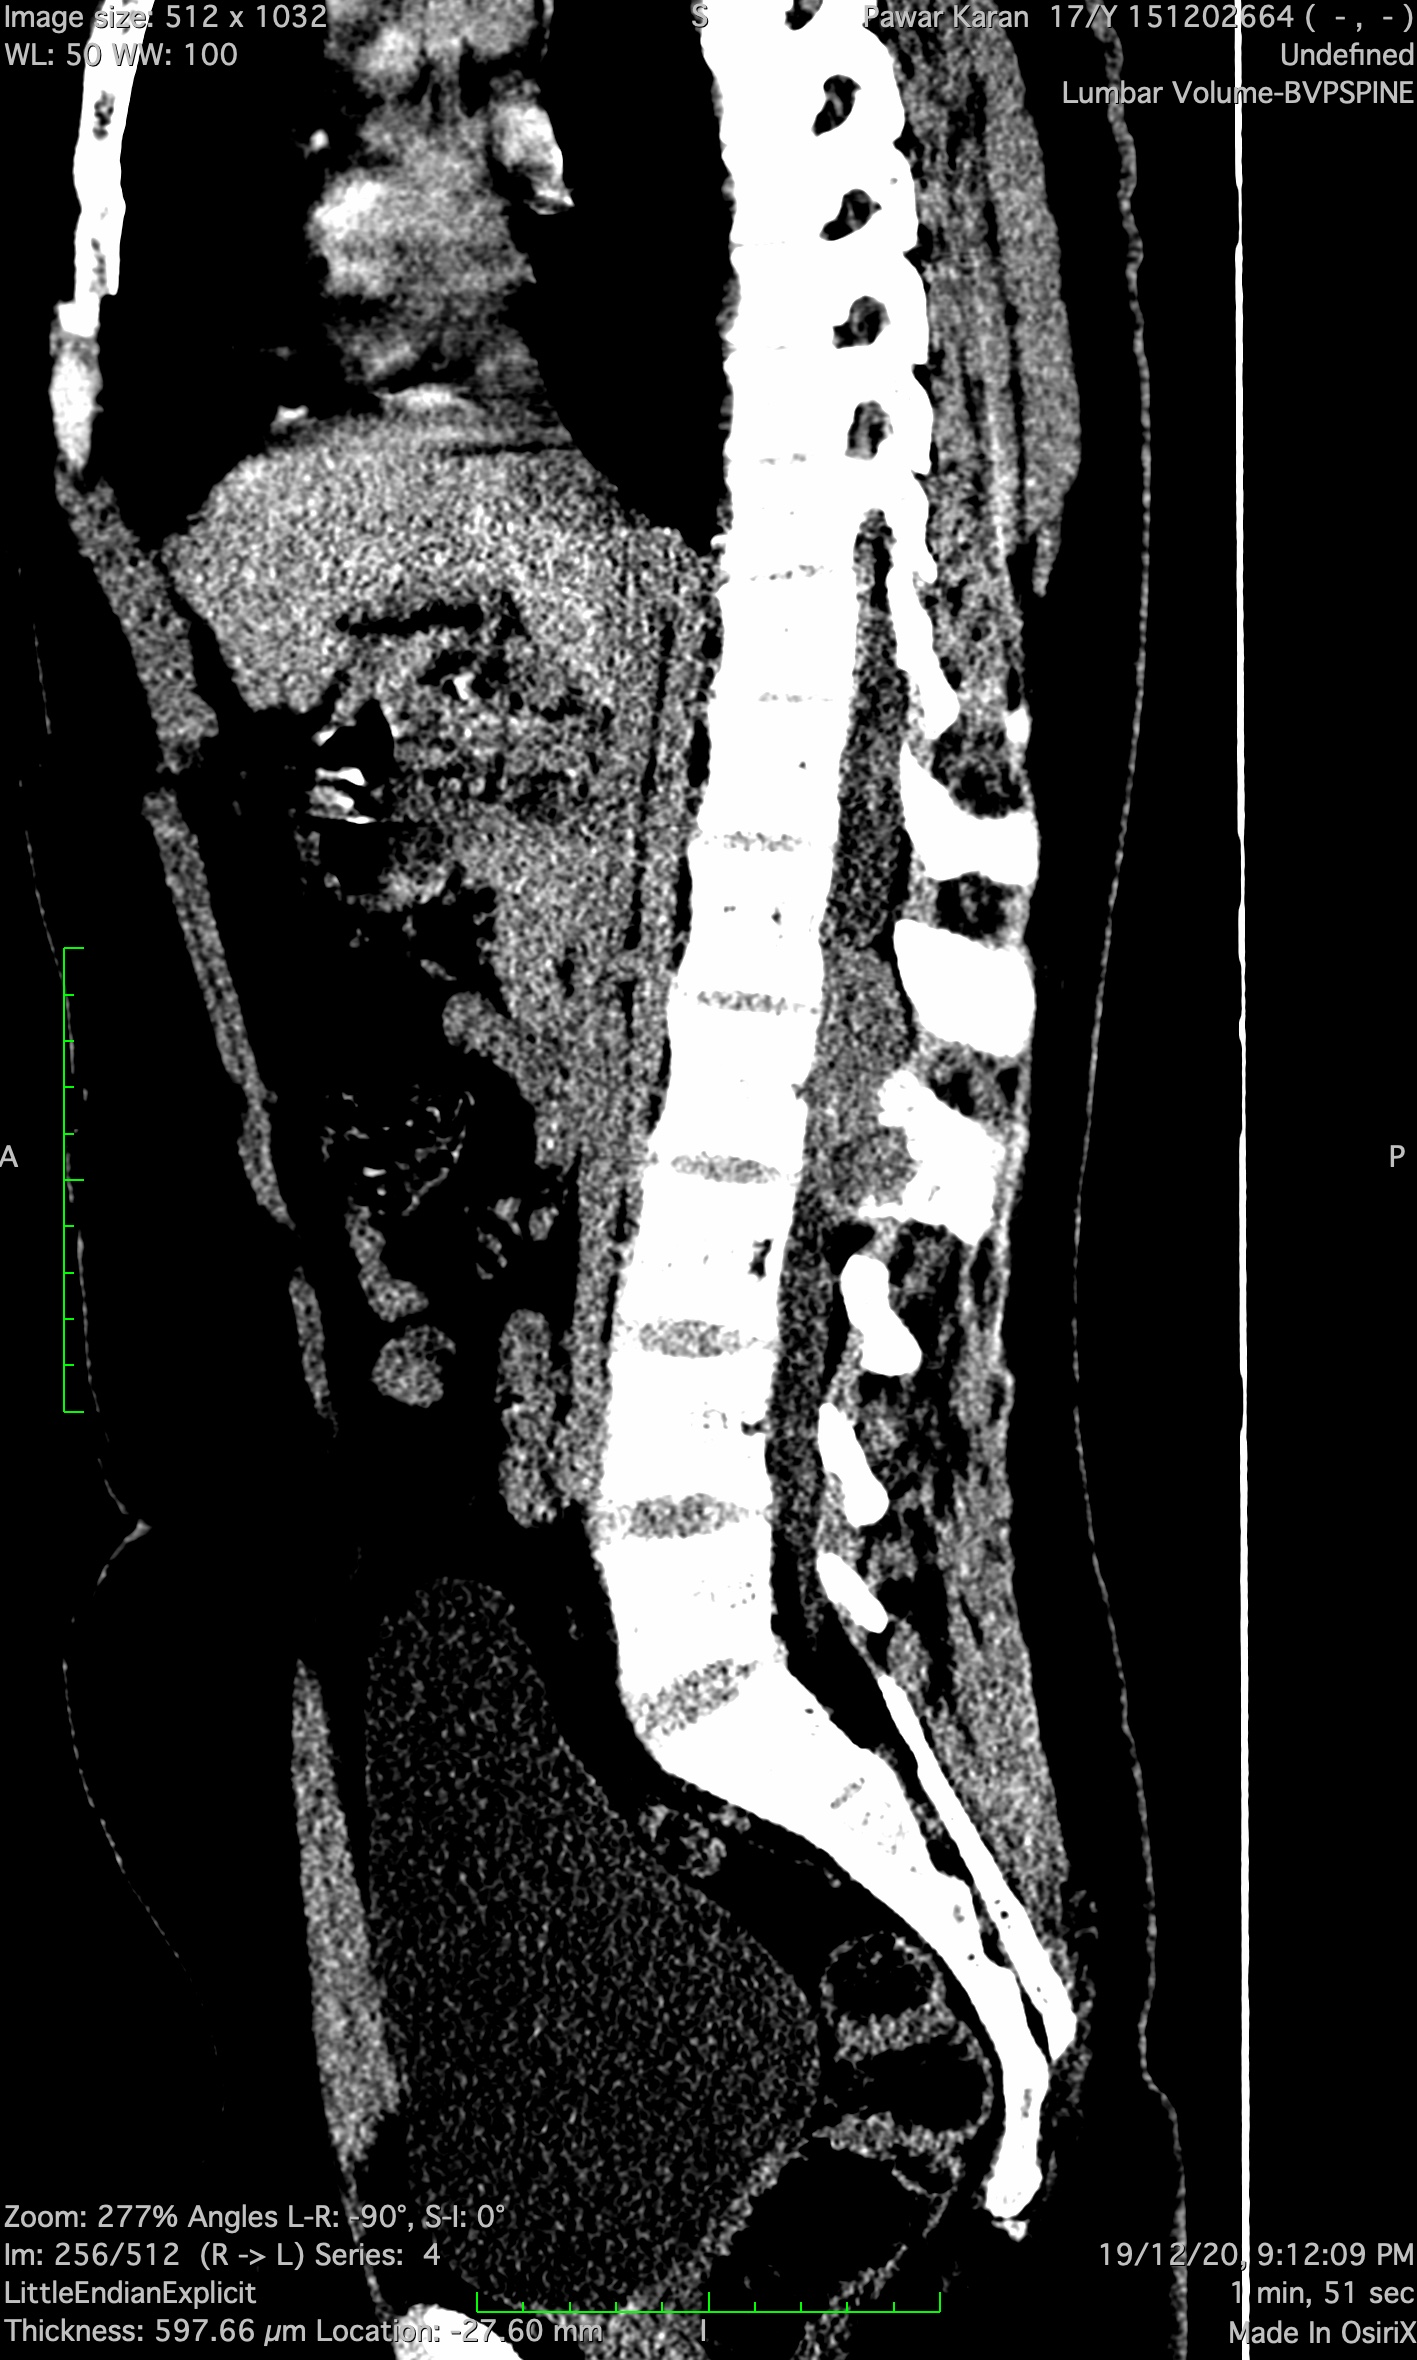 Image size: 512 x 1032
WL: 50 WW: 100
S
Pawar Karan 17/Y 151202664 ( -, -)
Undefined
Lumbar Volume-BVPSPINE
A
P
Zoom: 277% Angles L-R: -90°, S-I: 0°
Im: 256/512 (R -> L) Series: 4
LittleEndianExplicit
Thickness: 597.66 µm Location: -27.60 mm
I
19/12/20, 9:12:09 PM
1 min, 51 sec
Made In OsiriX